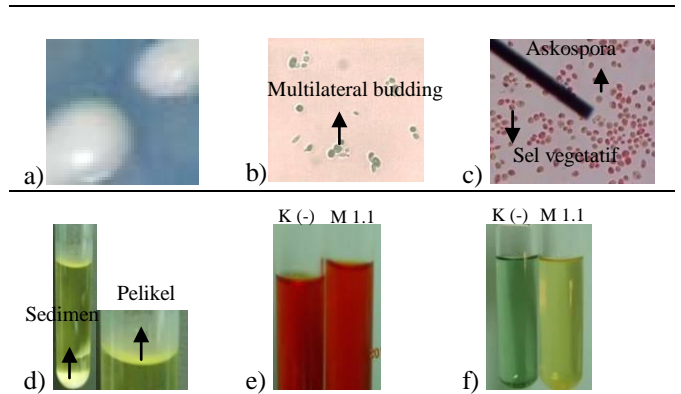 Multilateral budding
Askospora
Sel vegetatif
a)
b)
c)
K (-) M 1.1
K (-) M 1.1
Pelikel
Sedimen
d)
e)
f)